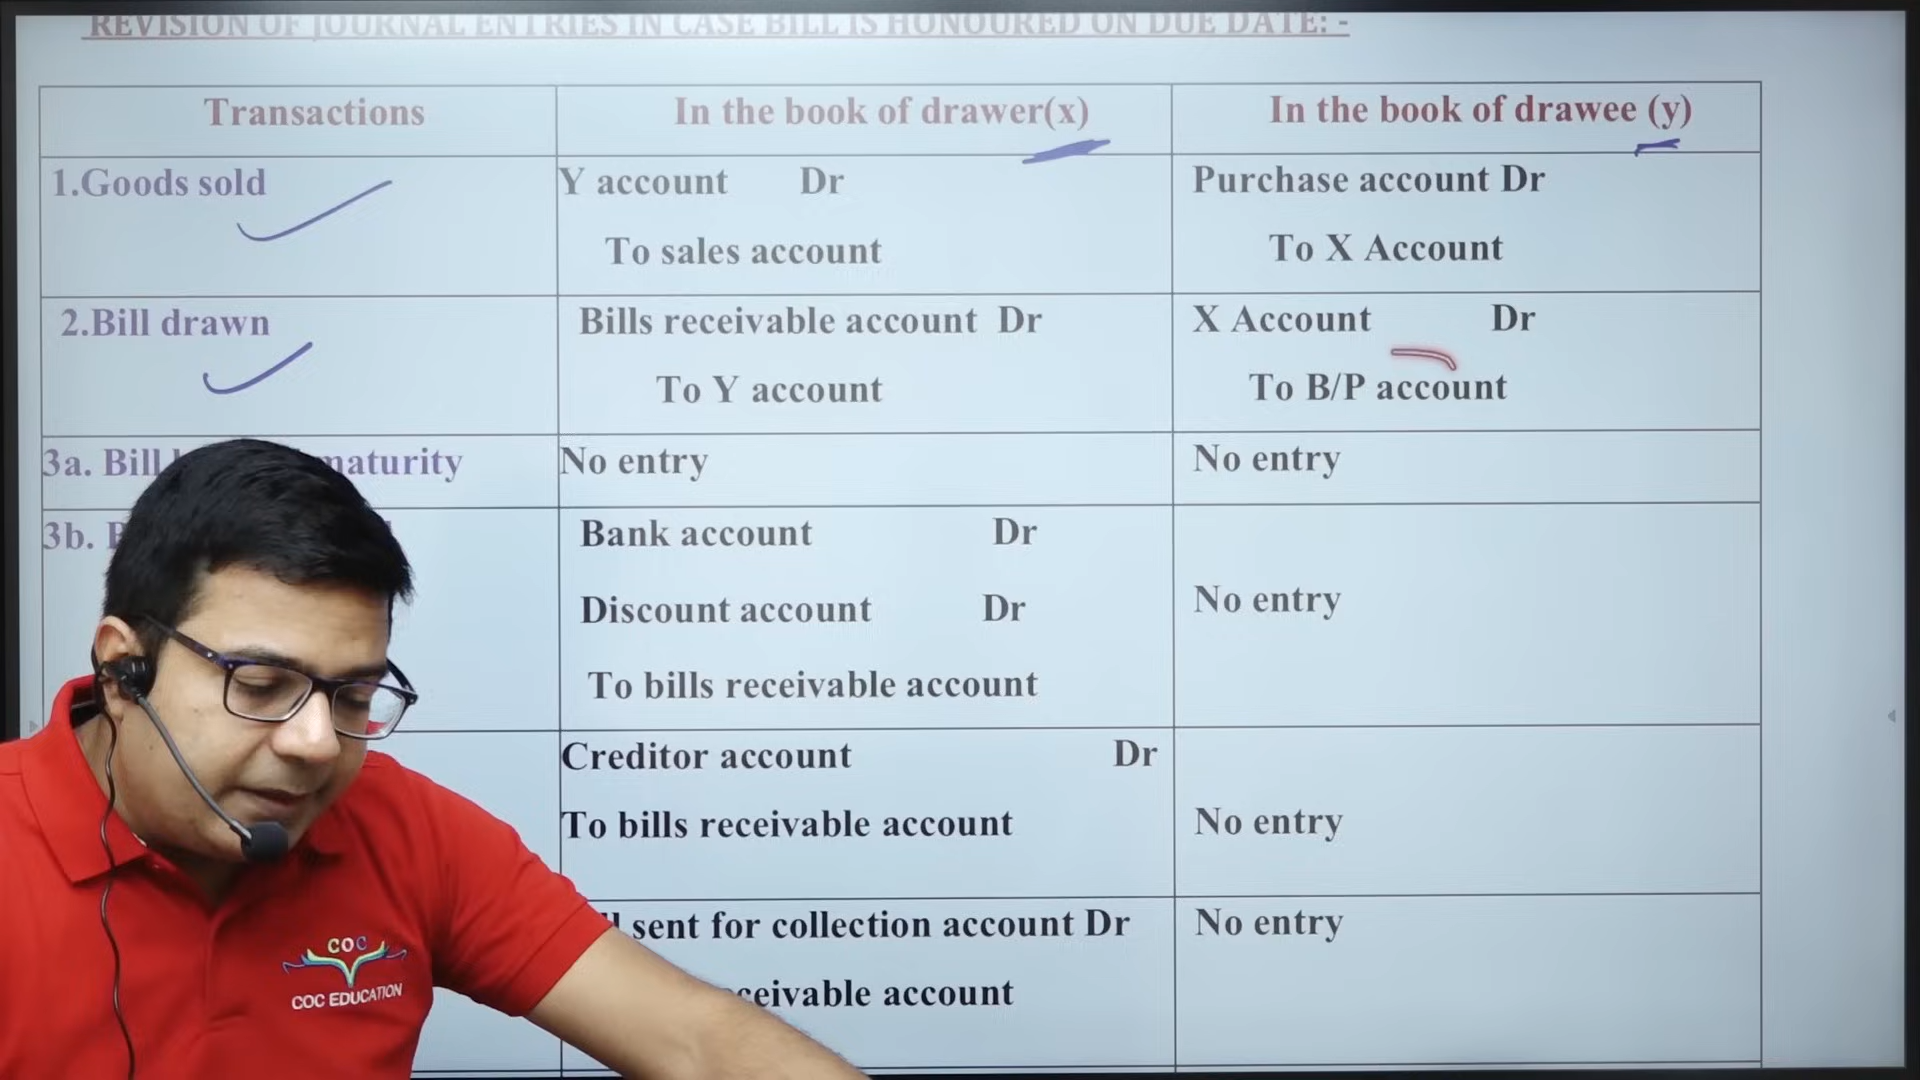 REVISION OF JOURNAL ENTRIES IN CASE BILL IS HONOURED ON DUE DATE: -
Transactions
In the book of drawer(x)
In the book of drawee (y)
1.Goods sold
Y account Dr
To sales account
Purchase account Dr
To X Account
2.Bill drawn
Bills receivable account Dr
To Y account
X Account Dr
To B/P account
3a. Bill maturity
No entry
No entry
3b.
Bank account Dr
Discount account Dr
To bills receivable account
No entry
Creditor account Dr
To bills receivable account
No entry
sent for collection account Dr
receivable account
No entry
COC
COC EDUCATION